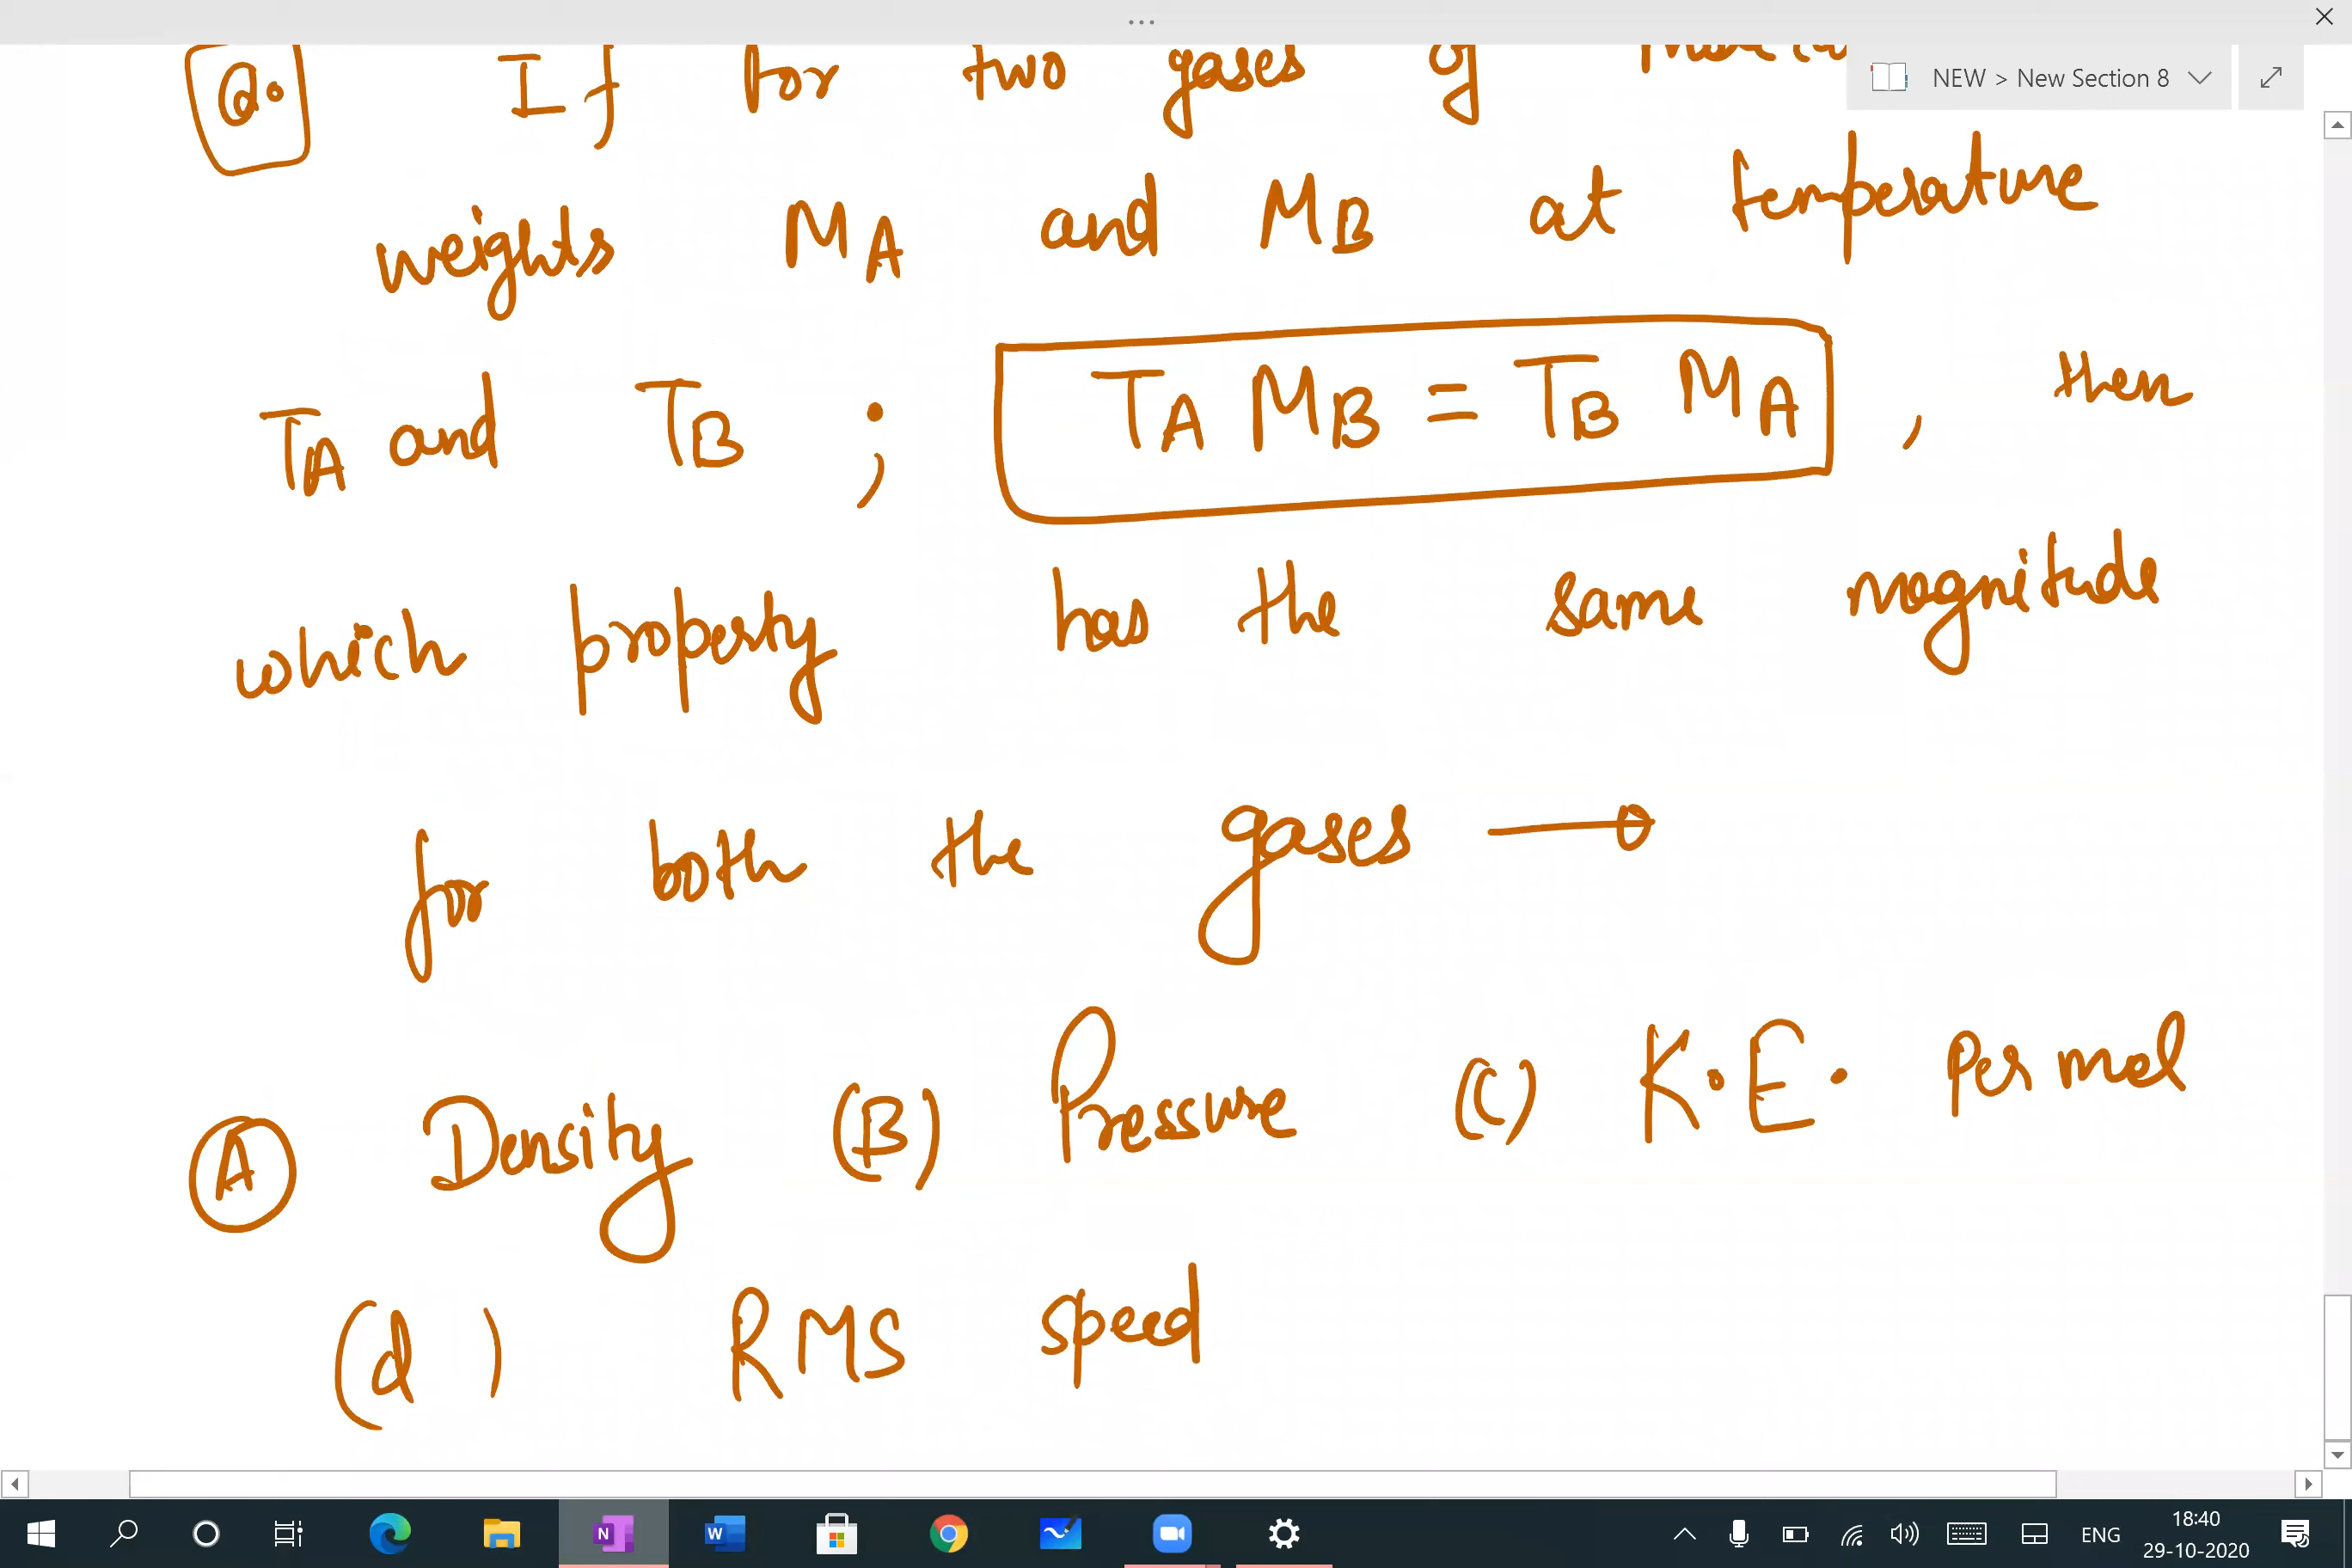 NEW > New Section 8
Q. If for two gases of
weights MA and MB at temperature
TA and TB ; TA MB = TB MA , then
which property has the same magnitude
for both the gases →
(A) Density (B) Pressure (C) K.E. Per mol
(d) RMS speed
ENG
18:40
29-10-2020